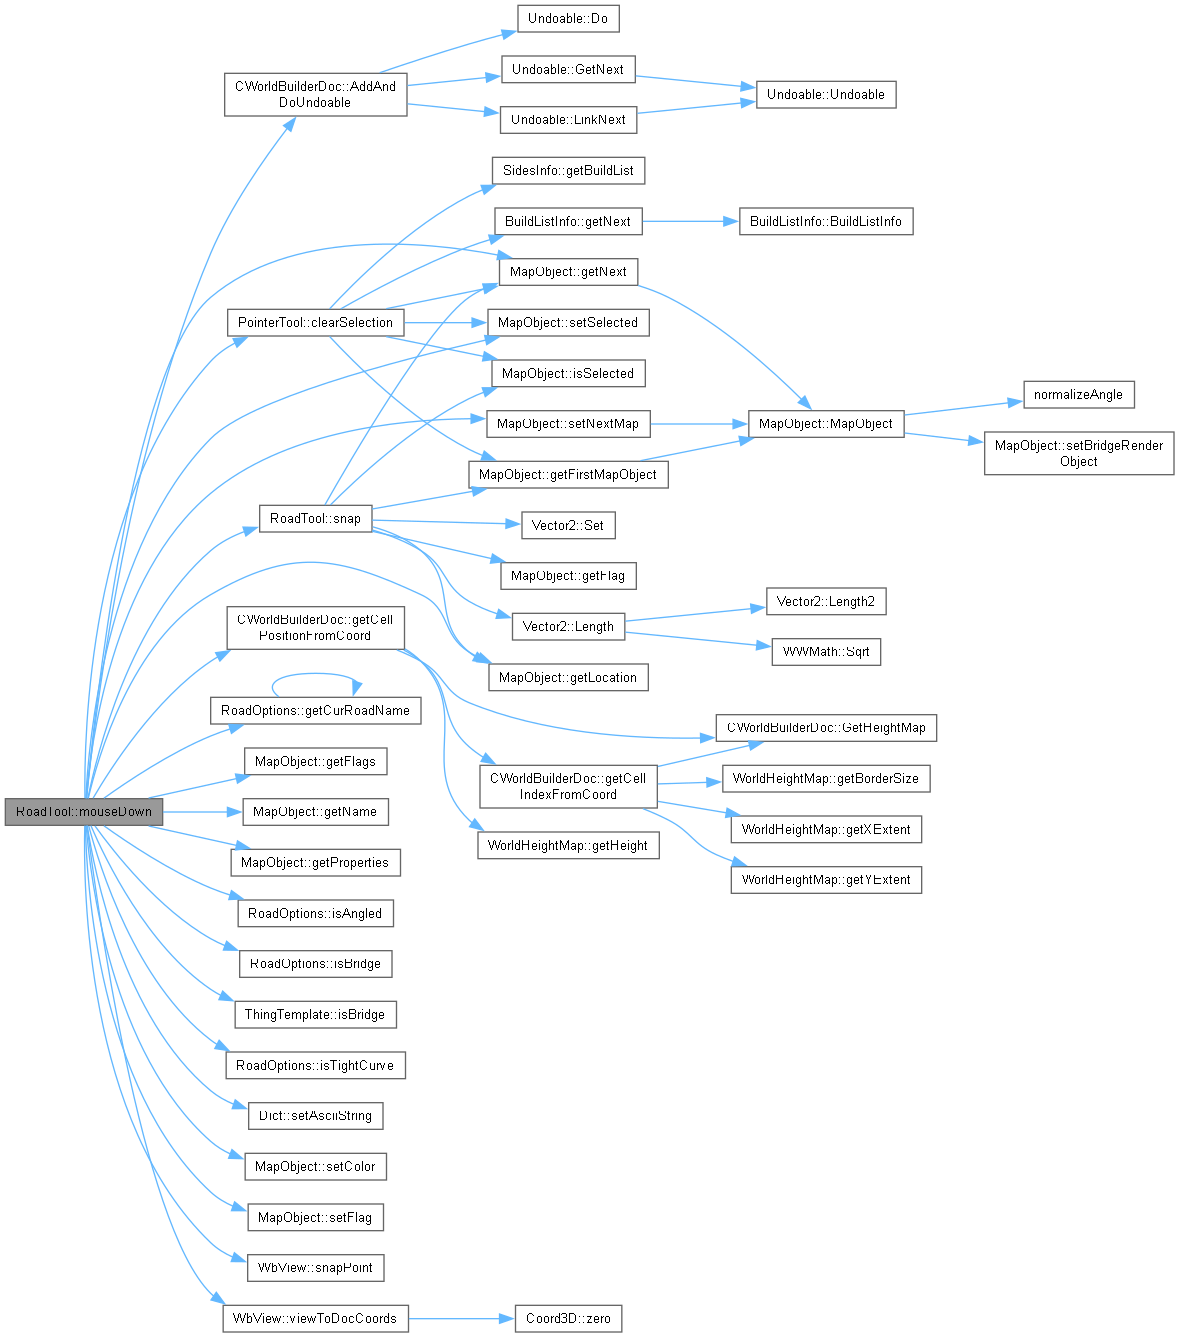 Undoable::Do
Undoable::GetNext
CWorldBuilderDoc::AddAnd
DoUndoable
Undoable::Undoable
Undoable::LinkNext
SidesInfo::getBuildList
BuildListInfo::getNext
BuildListInfo::BuildListInfo
MapObject::getNext
PointerTool::clearSelection
MapObject::setSelected
MapObject::isSelected
normalizeAngle
MapObject::setNextMap
MapObject::MapObject
MapObject::setBridgeRender
Object
MapObject::getFirstMapObject
RoadTool::snap
Vector2::Set
MapObject::getFlag
Vector2::Length2
CWorldBuilderDoc::getCell
PositionFromCoord
Vector2::Length
WWMath::Sqrt
MapObject::getLocation
RoadOptions::getCurRoadName
CWorldBuilderDoc::GetHeightMap
MapObject::getFlags
CWorldBuilderDoc::getCell
IndexFromCoord
WorldHeightMap::getBorderSize
RoadTool::mouseDown
MapObject::getName
WorldHeightMap::getXExtent
WorldHeightMap::getHeight
MapObject::getProperties
WorldHeightMap::getYExtent
RoadOptions::isAngled
RoadOptions::isBridge
ThingTemplate::isBridge
RoadOptions::isTightCurve
Dict::setAsciiString
MapObject::setColor
MapObject::setFlag
WbView::snapPoint
WbView::viewToDocCoords
Coord3D::zero